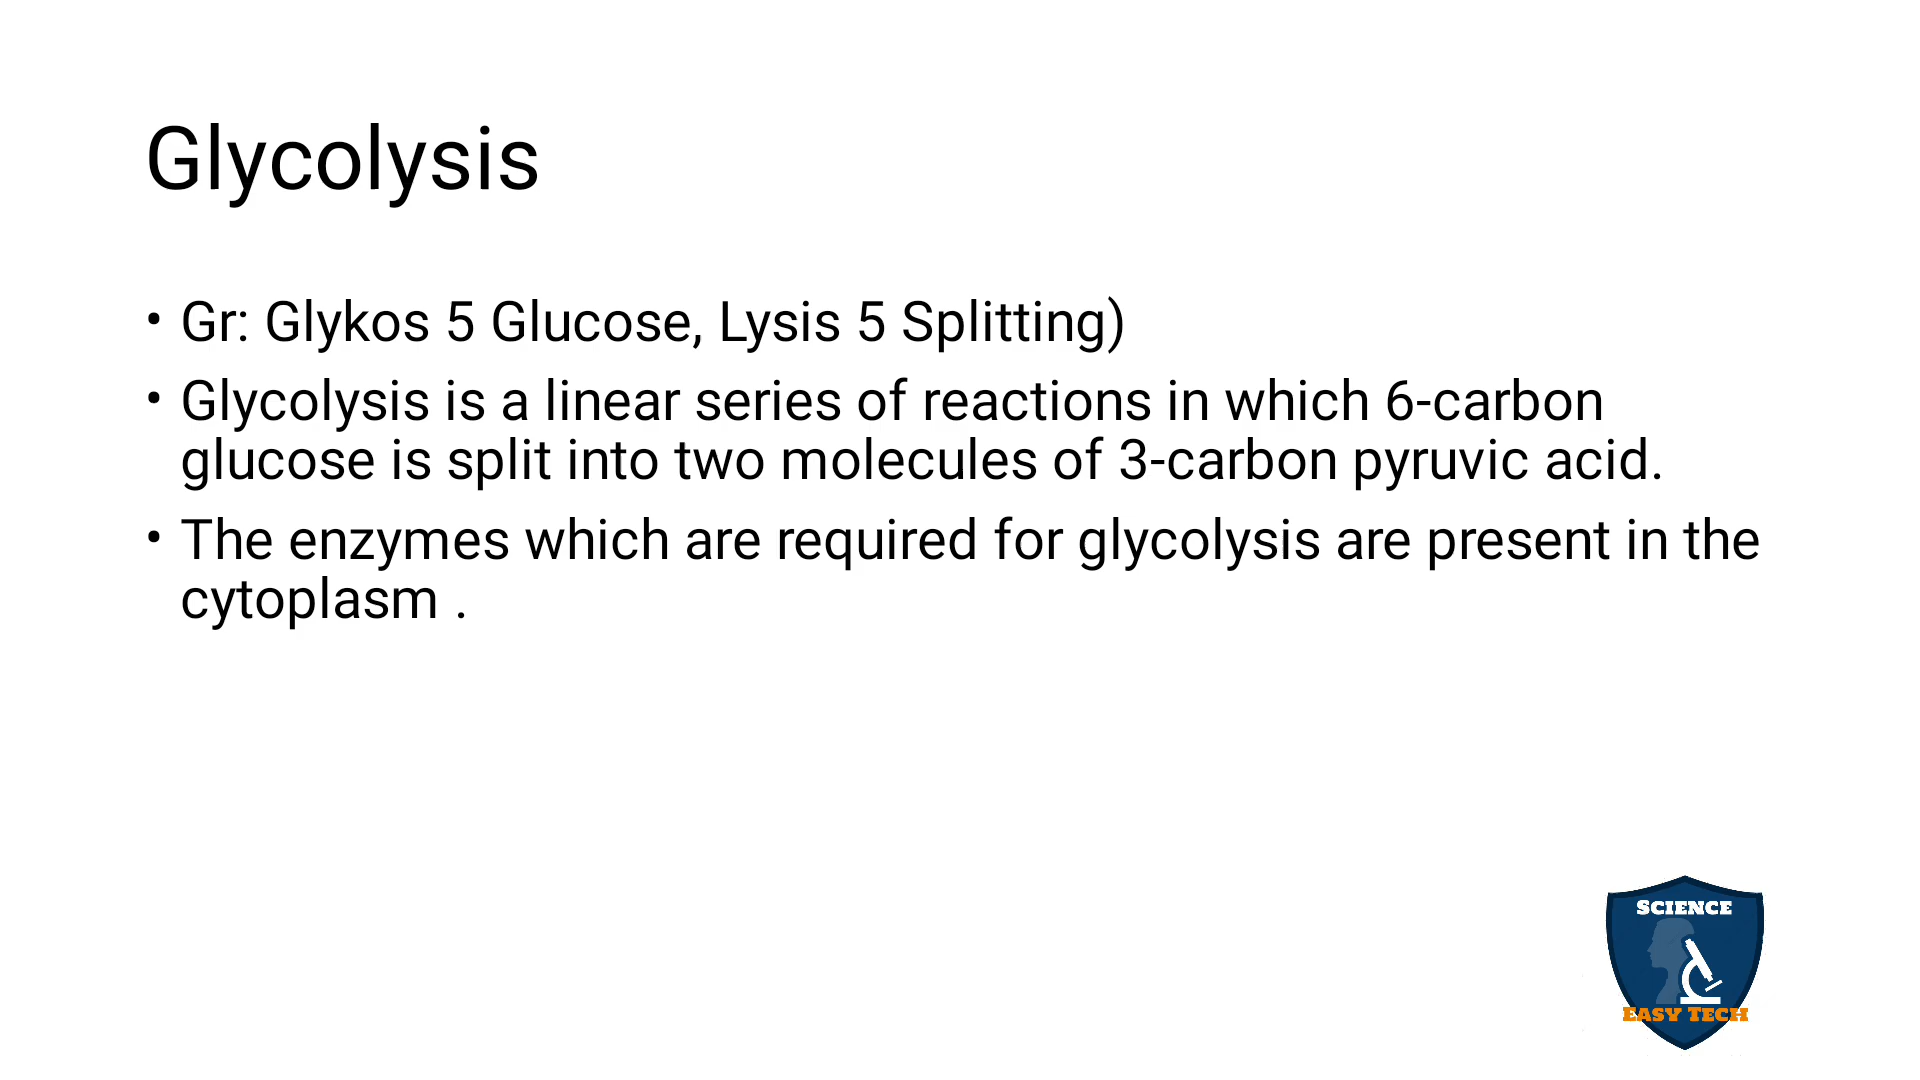 Glycolysis
• Gr: Glykos 5 Glucose, Lysis 5 Splitting)
• Glycolysis is a linear series of reactions in which 6-carbon
glucose is split into two molecules of 3-carbon pyruvic acid.
• The enzymes which are required for glycolysis are present in the
cytoplasm .
SCIENCE
EASY TECH